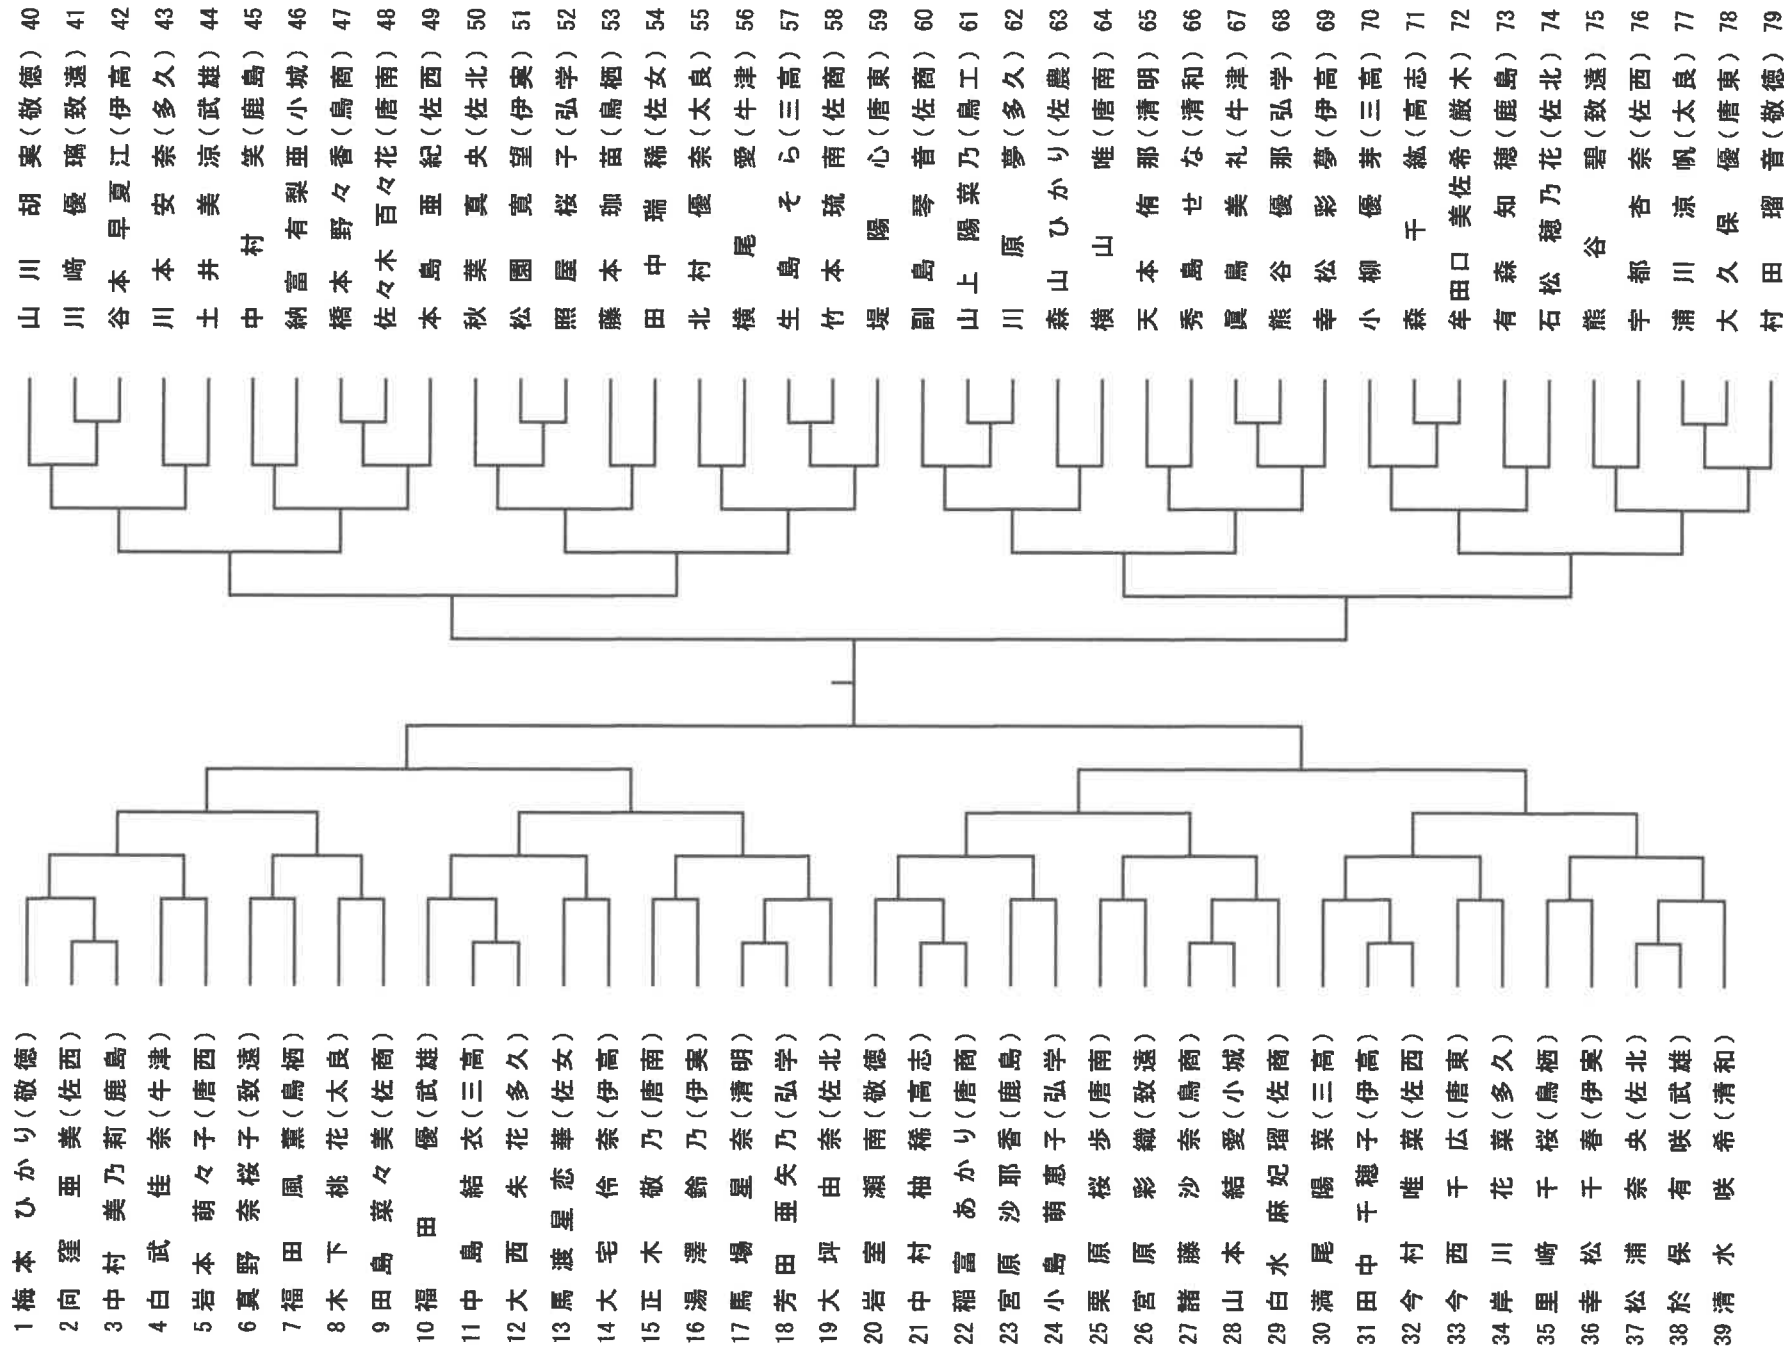 1 梅本 ひかり(敬徳)
2 向窪 亜美(佐西)
3 中村 美乃莉(鹿島)
4 白武 佳奈(牛津)
5 岩本 萌々子(唐西)
6 真野 奈桜子(致遠)
7 福田 風薫(鳥栖)
8 木下 桃花(太良)
9 田島 菜々美(佐商)
10 福田 優(武雄)
11 中島 結衣(三高)
12 大西 朱花(多久)
13 馬渡 星恋華(佐女)
14 大宅 伶奈(伊高)
15 正木 敬乃(唐南)
16 湯澤 鈴乃(伊実)
17 馬場 星奈(清明)
18 芳田 亜矢乃(弘学)
19 大坪 由奈(佐北)
20 岩室 瀬南(敬徳)
21 中村 柚稀(高志)
22 稲富 あかり(唐商)
23 宮原 沙耶香(鹿島)
24 小島 萌恵子(弘学)
25 栗原 桜歩(唐南)
26 宮原 彩織(致遠)
27 諸藤 沙奈(鳥商)
28 山本 結愛(小城)
29 白水 麻妃瑠(佐商)
30 満尾 陽菜(三高)
31 田中 千穂子(伊高)
32 今村 唯菜(佐西)
33 今西 千広(唐東)
34 岸川 花菜(多久)
35 里﨑 千桜(鳥栖)
36 幸松 千春(伊実)
37 松浦 奈央(佐北)
38 於保 有咲(武雄)
39 清水 咲希(清和)
山川 胡実(敬徳) 40
川﨑 優璃(致遠) 41
谷本 早夏江(伊高) 42
川本 安奈(多久) 43
土井 美涼(武雄) 44
中村 笑(鹿島) 45
納富 有梨亜(小城) 46
橋本 野々香(鳥商) 47
佐々木 百々花(唐南) 48
本島 亜紀(佐西) 49
秋葉 真央(佐北) 50
松園 寛望(伊実) 51
照屋 桜子(弘学) 52
藤本 珈苗(鳥栖) 53
田中 瑞稀(佐女) 54
北村 優奈(太良) 55
横尾 愛(牛津) 56
生島 そら(三高) 57
竹本 琉南(佐商) 58
堤 陽心(唐東) 59
副島 琴音(佐商) 60
山上 陽菜乃(鳥工) 61
川原 夢(多久) 62
森山 ひかり(佐農) 63
横山 唯(唐南) 64
天本 侑那(清明) 65
秀島 せな(清和) 66
眞鳥 美礼(牛津) 67
熊谷 優那(弘学) 68
幸松 彩夢(伊高) 69
小柳 優芽(三高) 70
森 千紘(高志) 71
牟田口 美佐希(厳木) 72
有森 知穂(鹿島) 73
石松 穂乃花(佐北) 74
熊谷 碧(致遠) 75
宇都 杏奈(佐西) 76
浦川 涼帆(太良) 77
大久保 優(唐東) 78
村田 瑠音(敬徳) 79